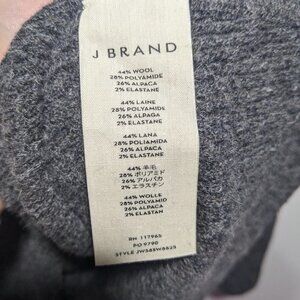 J BRAND
44% WOOL
28% POLYAMIDE
26% ALPACA
2% ELASTANE
44% LAINE
28% POLYAMIDE
26% ALPAGA
2% ELASTANE
44% LANA
28% POLIAMIDA
26% ALPACA
2% ELASTANE
44% 羊毛
28% ポリアミド
26% アルパカ
2% エラスチン
44% WOLLE
28% POLYAMID
26% ALPACA
2% ELASTAN
RN 117965
PO 9790